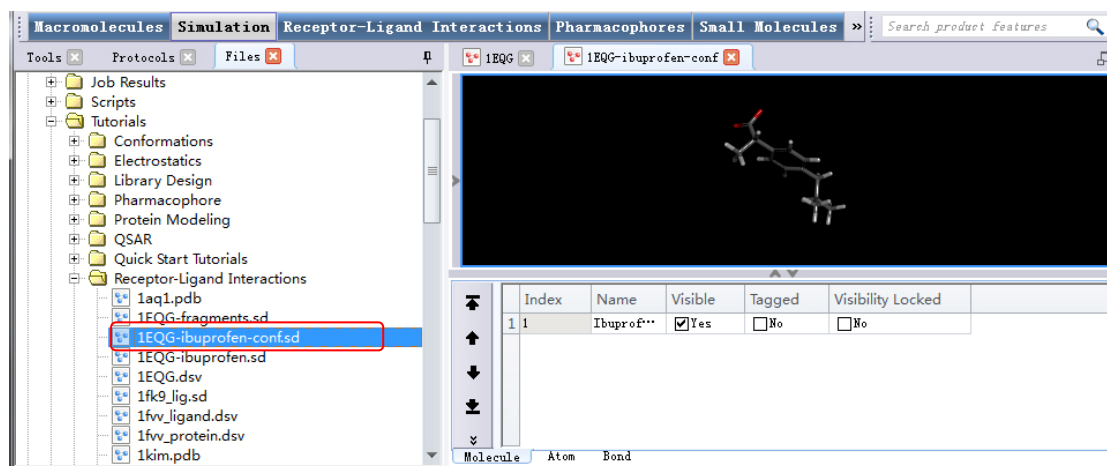 Macromolecules Simulation Receptor-Ligand Interactions Pharmacophores Small Molecules » Search product features
Tools Protocols Files
1EQG 1EQG-ibuprofen-conf
Job Results
Scripts
Tutorials
Conformations
Electrostatics
Library Design
Pharmacophore
Protein Modeling
QSAR
Quick Start Tutorials
Receptor-Ligand Interactions
1aq1.pdb
1EQG-fragments.sd
1EQG-ibuprofen-conf.sd
1EQG-ibuprofen.sd
1EQG.dsv
1fk9_lig.sd
1fvv_ligand.dsv
1fvv_protein.dsv
1kim.pdb
Index Name Visible Tagged Visibility Locked
1 1 Ibuprof… Yes No No
Molecule Atom Bond